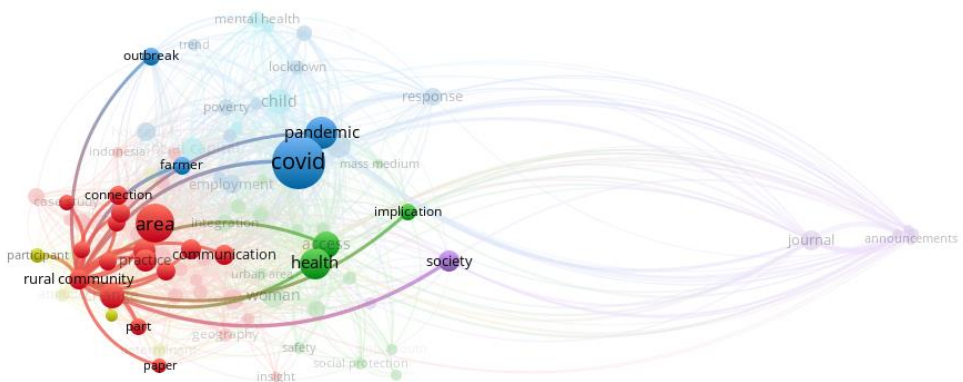 mental health
trend
outbreak
lockdown
response
child
poverty
pandemic
indonesia
covid
mass medium
farmer
employment
connection
case study
implication
area
integration
access
journal
announcements
participant
practice
communication
health
society
rural community
urban area
woman
part
geography
safety
paper
social protection
insight